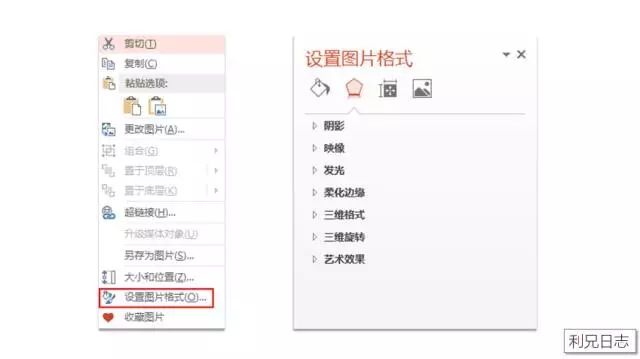 剪切(T)
复制(C)
粘贴选项:
更改图片(A)...
组合(G)
置于顶层(R)
置于底层(K)
超链接(H)...
升级媒体对象(U)
另存为图片(S)...
大小和位置(Z)...
设置图片格式(O)...
收藏图片
设置图片格式
阴影
映像
发光
柔化边缘
三维格式
三维旋转
艺术效果
利兄日志